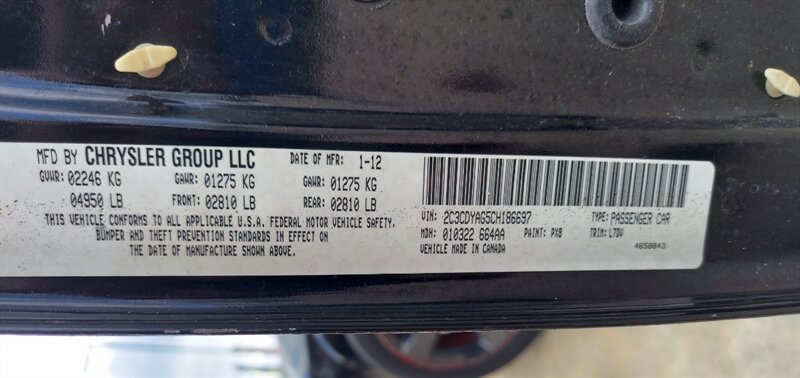 MFD BY CHRYSLER GROUP LLC DATE OF MFR: 1-12
GVWR: 02246 KG GAWR: 01275 KG GAWR: 01275 KG
04950 LB FRONT: 02810 LB REAR: 02810 LB
THIS VEHICLE CONFORMS TO ALL APPLICABLE U.S.A. FEDERAL MOTOR VEHICLE SAFETY,
BUMPER AND THEFT PREVENTION STANDARDS IN EFFECT ON
THE DATE OF MANUFACTURE SHOWN ABOVE.
VIN: 2C3CDYAG5CH186697 TYPE: PASSENGER CAR
MDH: 010322 664AA PAINT: PX8 TRIM: L7DV
VEHICLE MADE IN CANADA 4658843